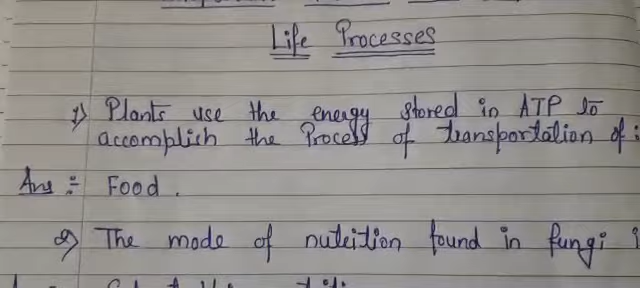 Life Processes
1) Plants use the energy stored in ATP to
accomplish the Process of transportation of :
Ans :- Food .
2) The mode of nutrition found in fungi